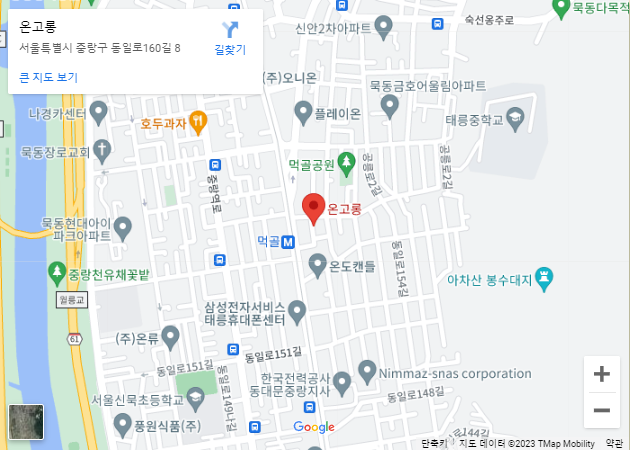 온고롱
서울특별시 중랑구 동일로160길 8
길찾기
큰 지도 보기
신안2차아파트
숙선옹주로
묵동다목적
(주)오니온
나경카센터
호두과자
플레이온
묵동금호어울림아파트
태릉중학교
묵동장로교회
먹골공원
공릉로2길
공릉로2길
중랑역로
온고롱
묵동현대아이
파크아파트
먹골
M
온도캔들
동일로154길
중랑천유채꽃밭
월릉교
아차산 봉수대지
삼성전자서비스
태릉휴대폰센터
61
(주)온류
동일로151길
동일로151길
한국전력공사
동대문중랑지사
Nimmaz-snas corporation
서울신묵초등학교
동일로149나길
동일로148길
풍원식품(주)
Google
144길
단축키
지도 데이터 ©2023 TMap Mobility
약관